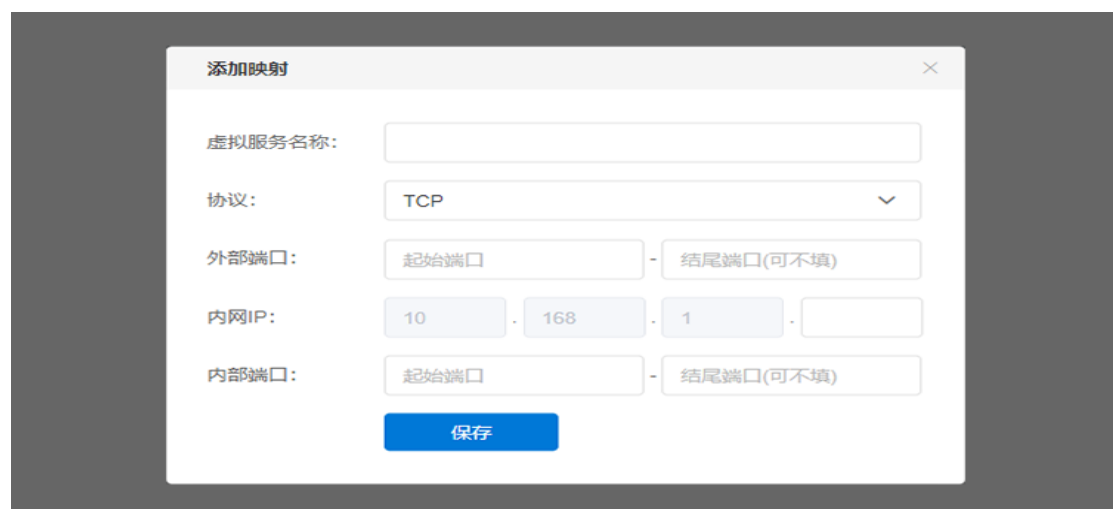 添加映射
虚拟服务名称：
协议： TCP
外部端口： 起始端口 - 结尾端口(可不填)
内网IP： 10 . 168 . 1 .
内部端口： 起始端口 - 结尾端口(可不填)
保存